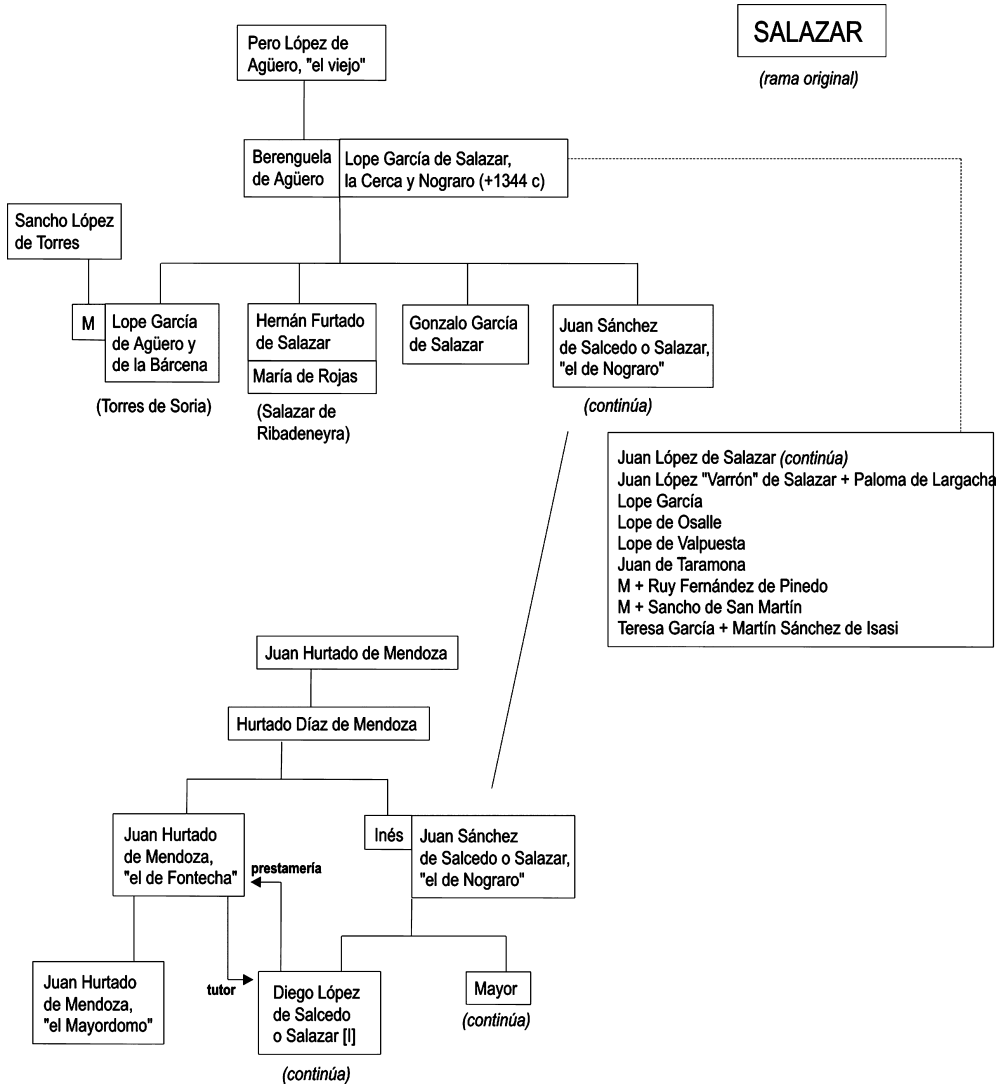 SALAZAR
(rama original)
Pero López de
Agüero, "el viejo"
Berenguela
de Agüero
Lope García de Salazar,
la Cerca y Nograro (+1344 c)
Sancho López
de Torres
M
Lope García
de Agüero y
de la Bárcena
(Torres de Soria)
Hernán Furtado
de Salazar
María de Rojas
(Salazar de
Ribadeneyra)
Gonzalo García
de Salazar
Juan Sánchez
de Salcedo o Salazar,
"el de Nograro"
(continúa)
Juan López de Salazar (continúa)
Juan López "Varrón" de Salazar + Paloma de Largacha
Lope García
Lope de Osalle
Lope de Valpuesta
Juan de Taramona
M + Ruy Fernández de Pinedo
M + Sancho de San Martín
Teresa García + Martín Sánchez de Isasi
Juan Hurtado de Mendoza
Hurtado Díaz de Mendoza
Juan Hurtado
de Mendoza,
"el de Fontecha"
Inés
Juan Sánchez
de Salcedo o Salazar,
"el de Nograro"
prestamería
tutor
Juan Hurtado
de Mendoza,
"el Mayordomo"
Diego López
de Salcedo
o Salazar [I]
(continúa)
Mayor
(continúa)